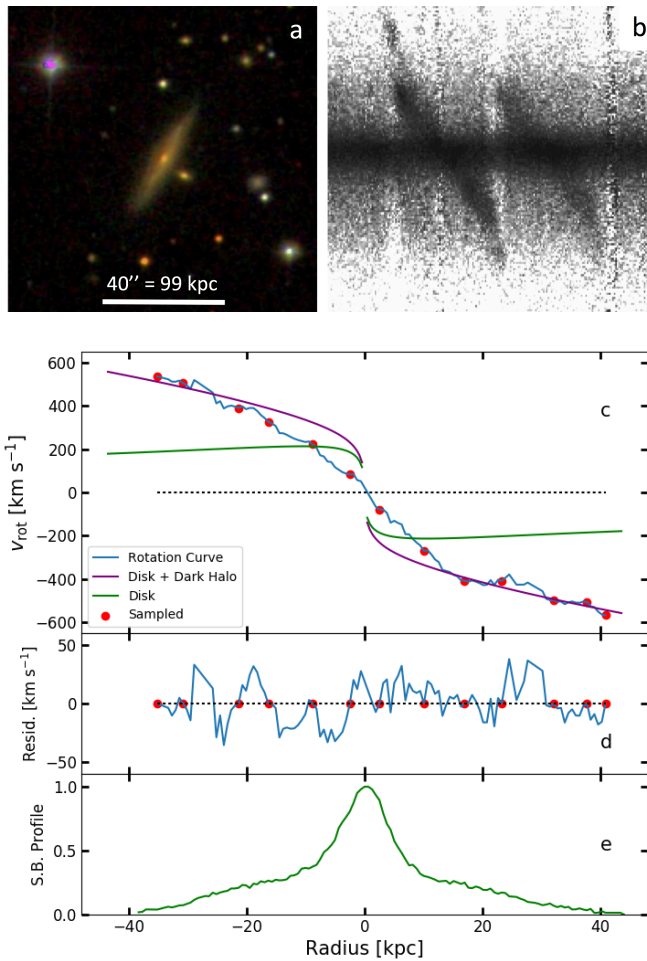 a
b
40’’ = 99 kpc
600
400
200
0
−200
−400
−600
v_rot [km s⁻¹]
c
Rotation Curve
Disk + Dark Halo
Disk
Sampled
50
0
−50
Resid. [km s⁻¹]
d
1.0
0.5
0.0
S.B. Profile
e
−40 −20 0 20 40
Radius [kpc]